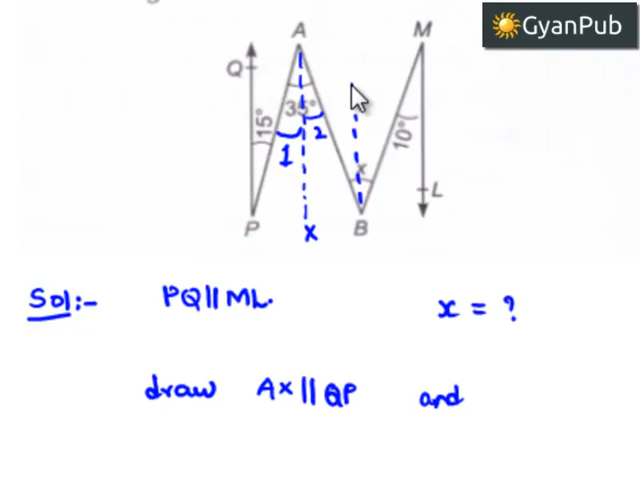 GyanPub
A
M
Q
35°
15°
1
2
x
10°
L
P
X
B
Sol:- PQ || ML. x = ?
draw AX || QP and